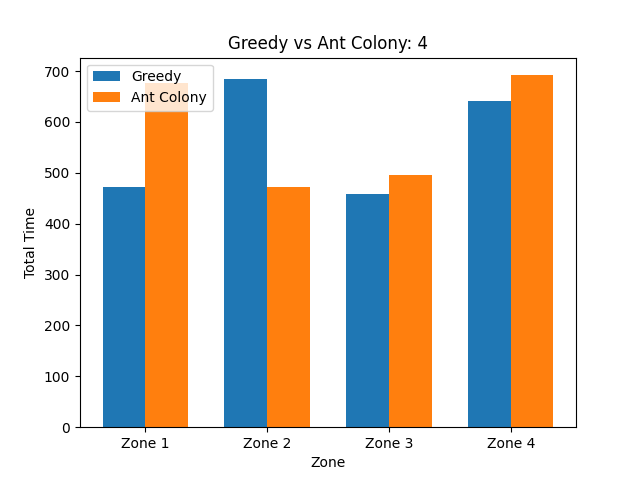 Greedy vs Ant Colony: 4
Greedy
Ant Colony
700
600
500
400
300
200
100
0
Total Time
Zone 1
Zone 2
Zone 3
Zone 4
Zone